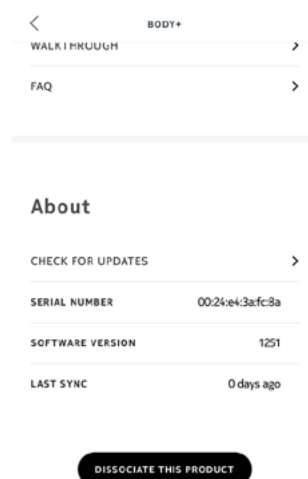 BODY+
WALKTHROUGH
FAQ
About
CHECK FOR UPDATES
SERIAL NUMBER 00:24:e4:3a:fc:8a
SOFTWARE VERSION 1251
LAST SYNC 0 days ago
DISSOCIATE THIS PRODUCT